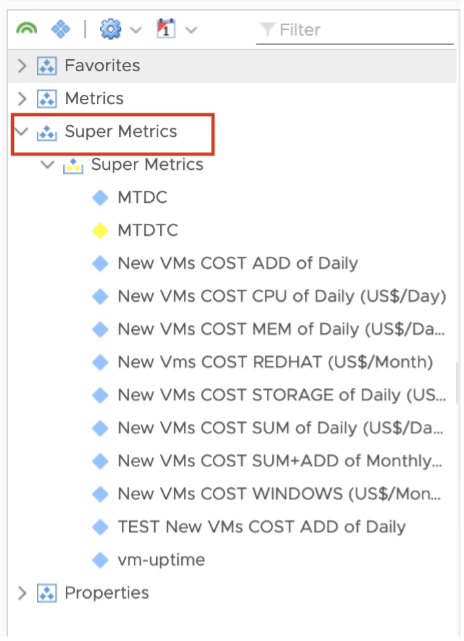 1
Filter
Favorites
Metrics
Super Metrics
Super Metrics
MTDC
MTDTC
New VMs COST ADD of Daily
New VMs COST CPU of Daily (US$/Day)
New VMs COST MEM of Daily (US$/Da...
New Vms COST REDHAT (US$/Month)
New VMs COST STORAGE of Daily (US...
New VMs COST SUM of Daily (US$/Da...
New VMs COST SUM+ADD of Monthly...
New VMs COST WINDOWS (US$/Mon...
TEST New VMs COST ADD of Daily
vm-uptime
Properties